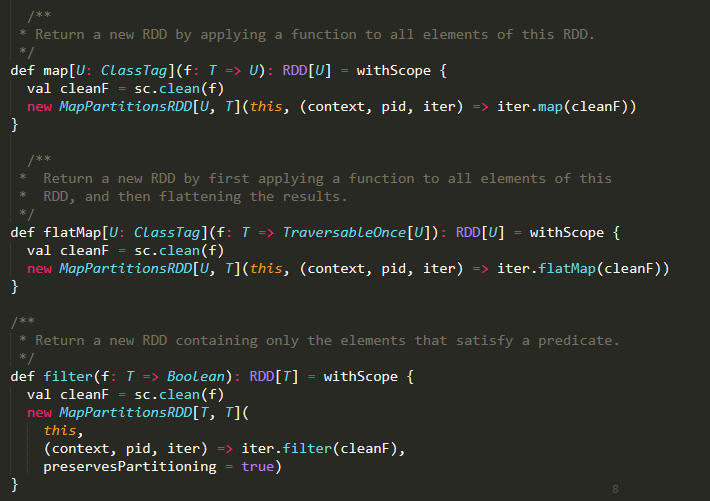 /**
* Return a new RDD by applying a function to all elements of this RDD.
*/
def map[U: ClassTag](f: T => U): RDD[U] = withScope {
val cleanF = sc.clean(f)
new MapPartitionsRDD[U, T](this, (context, pid, iter) => iter.map(cleanF))
}
/**
* Return a new RDD by first applying a function to all elements of this
* RDD, and then flattening the results.
*/
def flatMap[U: ClassTag](f: T => TraversableOnce[U]): RDD[U] = withScope {
val cleanF = sc.clean(f)
new MapPartitionsRDD[U, T](this, (context, pid, iter) => iter.flatMap(cleanF))
}
/**
* Return a new RDD containing only the elements that satisfy a predicate.
*/
def filter(f: T => Boolean): RDD[T] = withScope {
val cleanF = sc.clean(f)
new MapPartitionsRDD[T, T](
this,
(context, pid, iter) => iter.filter(cleanF),
preservesPartitioning = true)
}
8